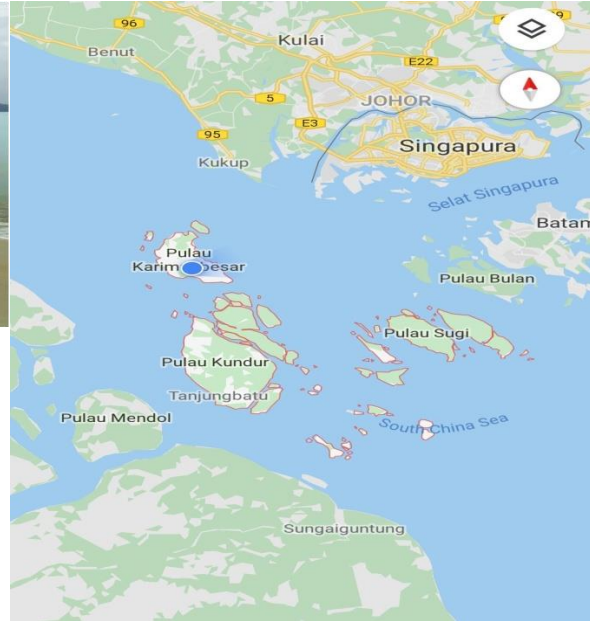 96
Kulai
Benut
E22
5
JOHOR
E3
95
Singapura
Kukup
Selat Singapura
Batam
Pulau
besar
Pulau Bulan
Pulau Sugi
Pulau Kundur
Tanjungbatu
Pulau Mendol
South China Sea
Sungaiguntung